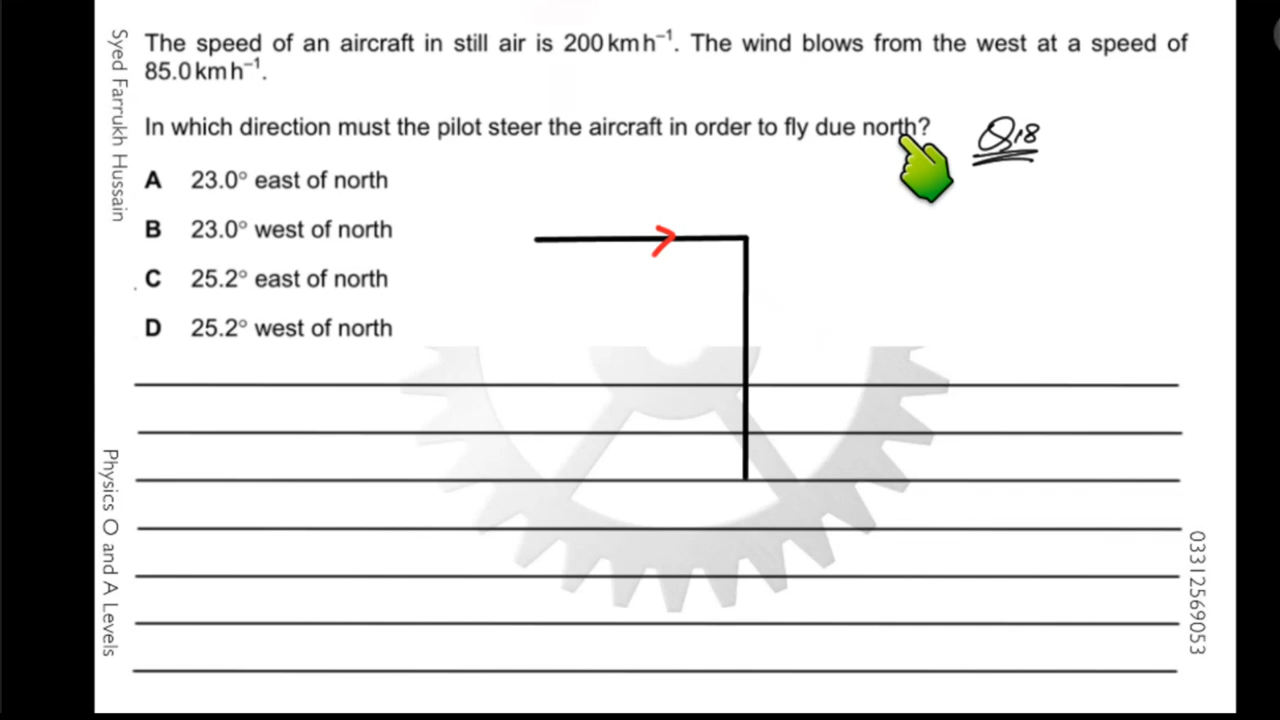 The speed of an aircraft in still air is 200 km h⁻¹. The wind blows from the west at a speed of
85.0 km h⁻¹.
In which direction must the pilot steer the aircraft in order to fly due north?
Q18
A 23.0° east of north
B 23.0° west of north
C 25.2° east of north
D 25.2° west of north
Syed Farrukh Hussain
Physics O and A Levels
03312569053